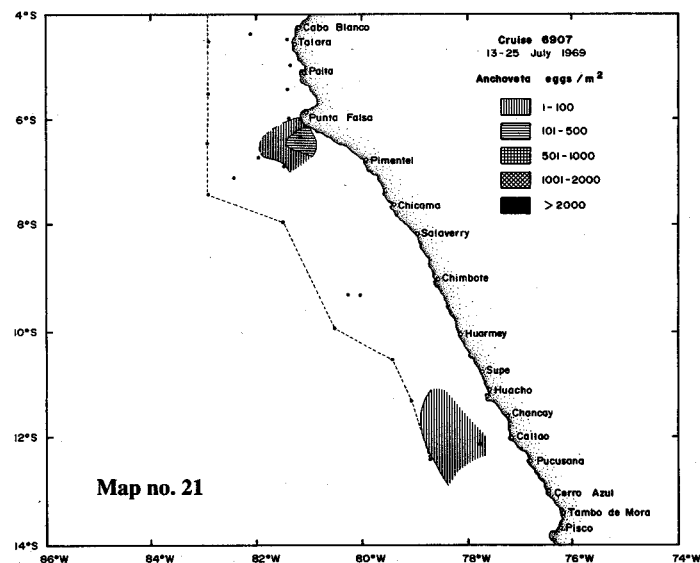 4°S
6°S
8°S
10°S
12°S
14°S
86°W
84°W
82°W
80°W
78°W
76°W
74°W
Cabo Blanco
Talara
Paita
Punta Falsa
Pimentel
Chicama
Salaverry
Chimbote
Huarmey
Supe
Huacho
Chancay
Callao
Pucusana
Cerro Azul
Tambo de Mora
Pisco
Cruise 6907
13-25 July 1969
Anchoveta eggs/m²
1-100
101-500
501-1000
1001-2000
>2000
Map no. 21